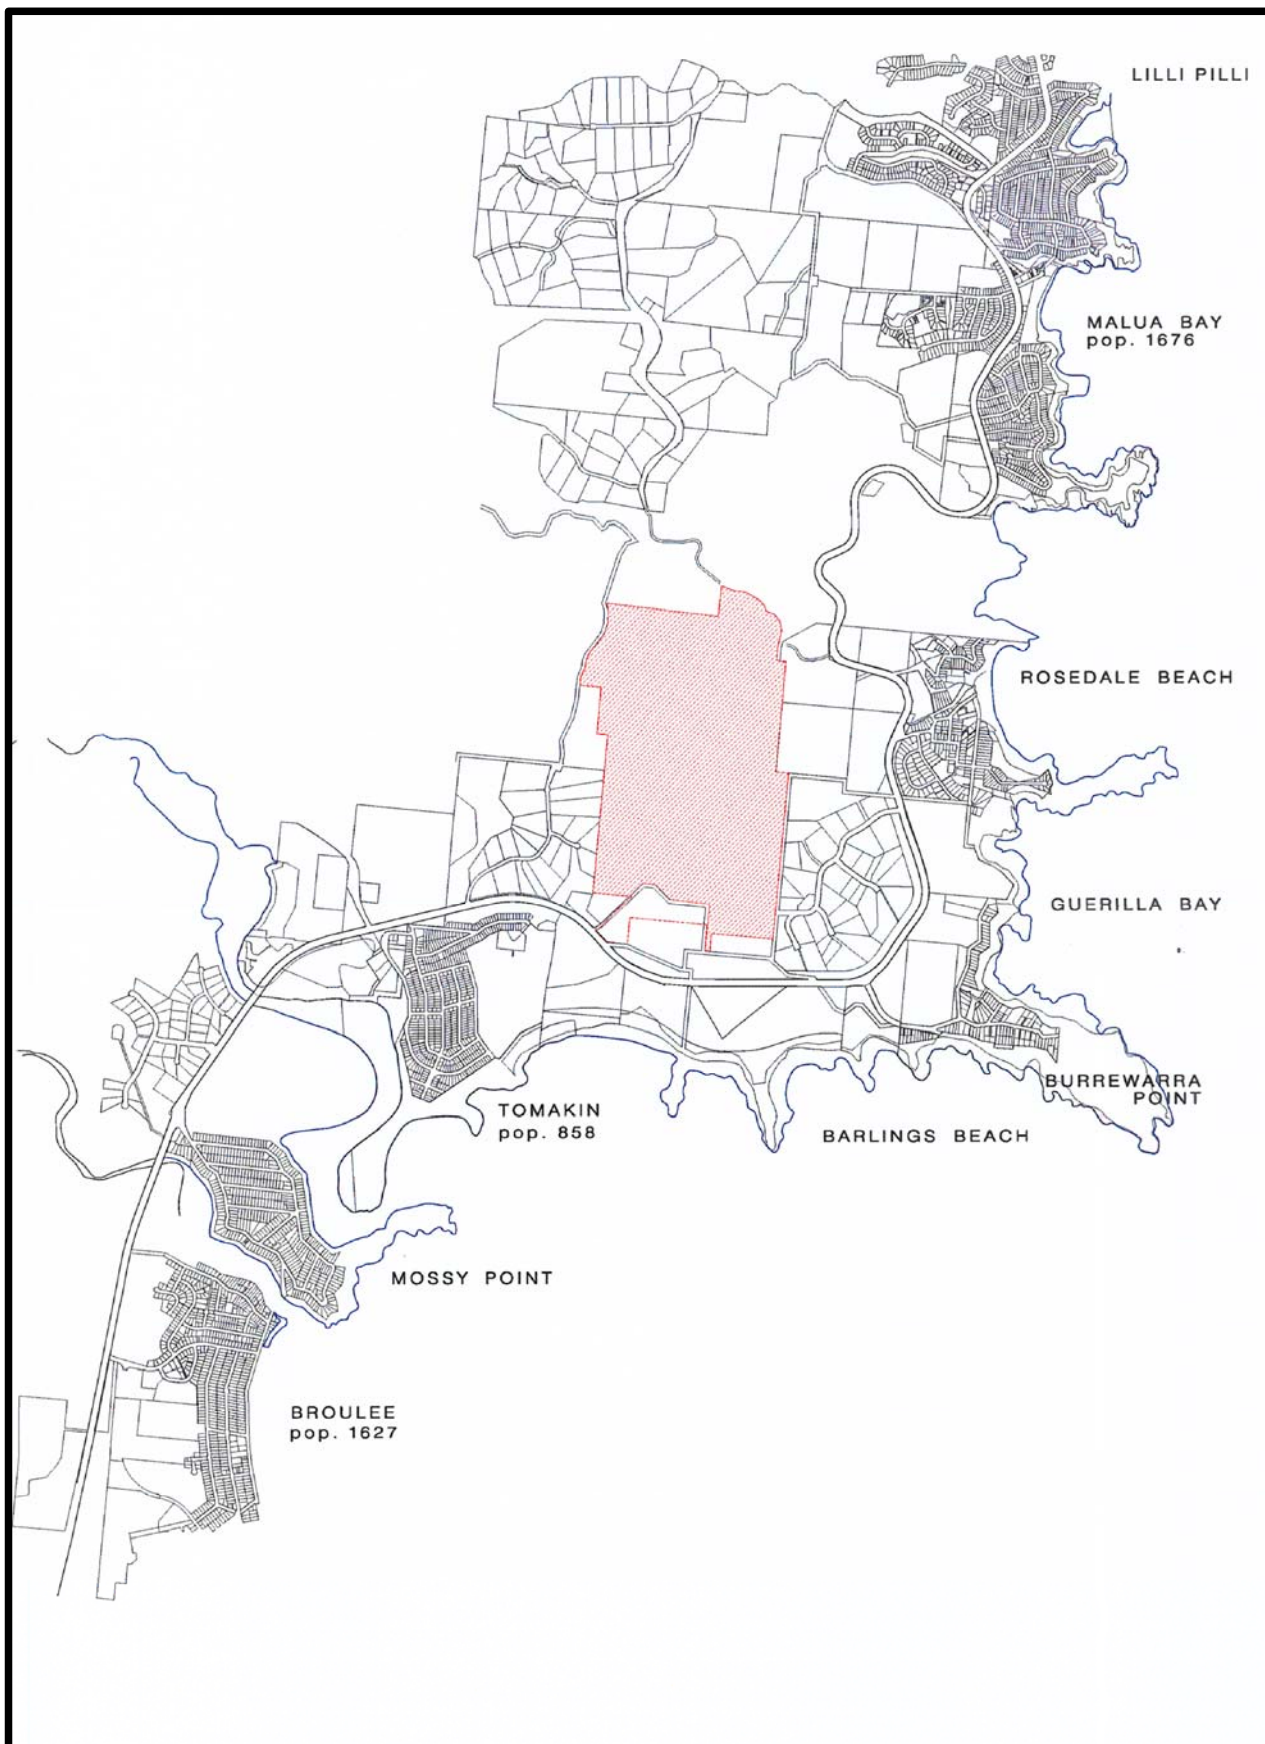 LILLI PILLI
MALUA BAY
pop. 1676
ROSEDALE BEACH
GUERILLA BAY
BURREWARRA
POINT
TOMAKIN
pop. 858
BARLINGS BEACH
MOSSY POINT
BROULEE
pop. 1627